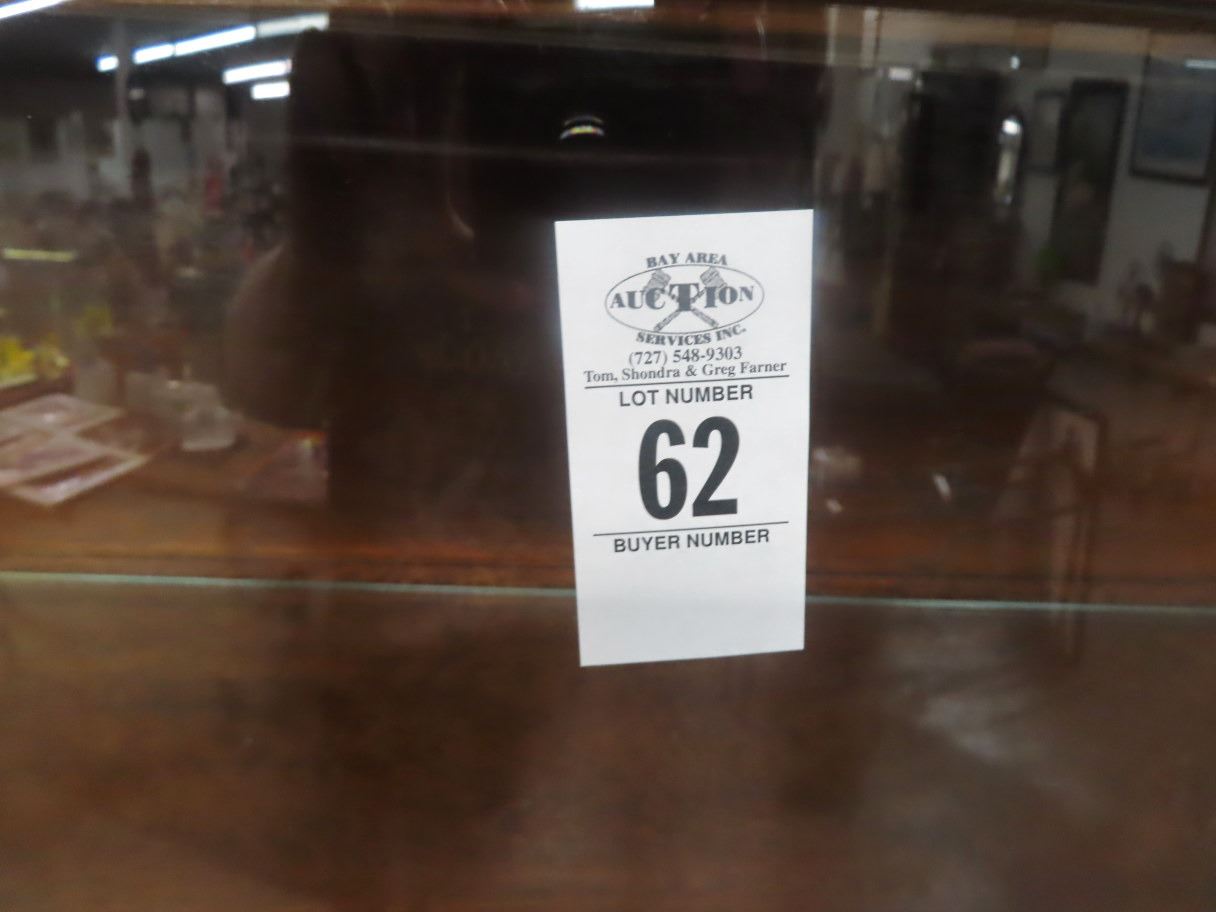 BAY AREA
AUCTION
SERVICES INC.
(727) 548-9303
Tom, Shondra & Greg Farner
LOT NUMBER
62
BUYER NUMBER